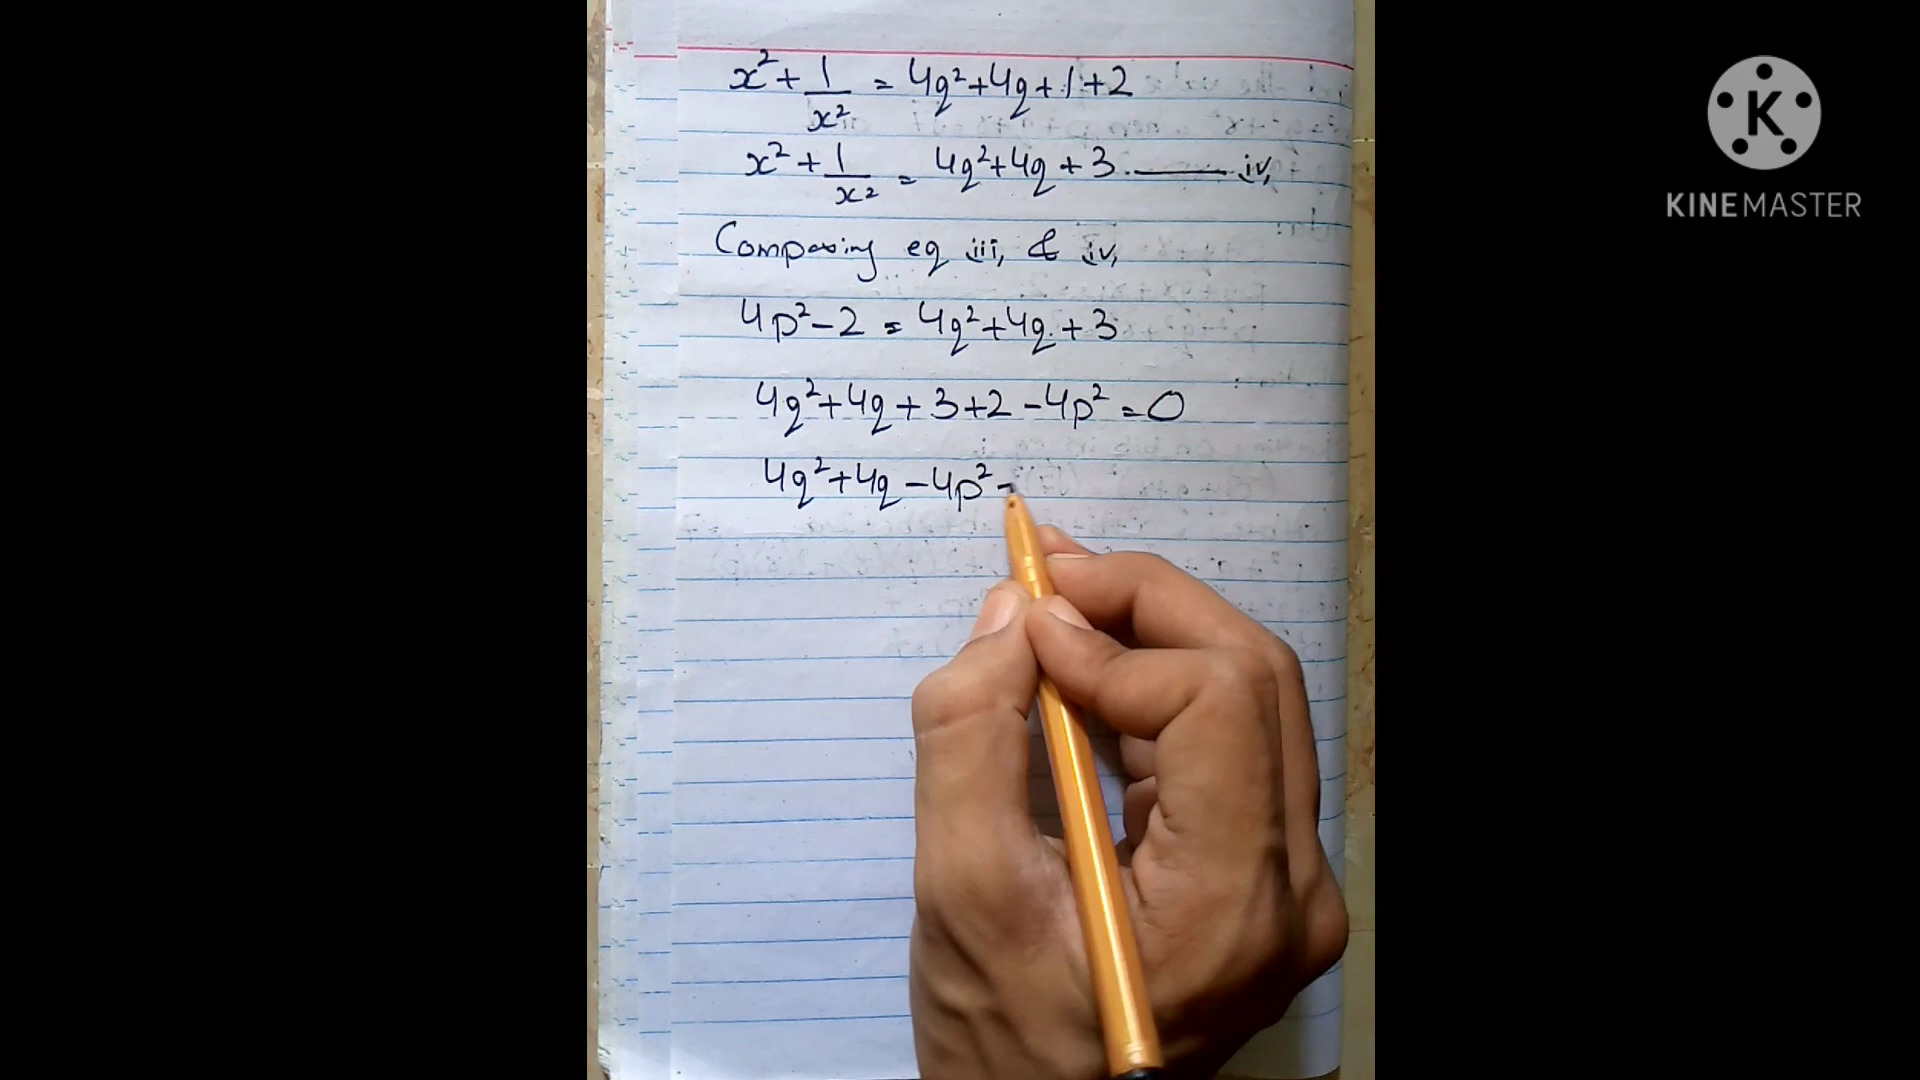 x² + 1/x² = 4q² + 4q + 1 + 2
x² + 1/x² = 4q² + 4q + 3 ——— iv,
Comparing eq iii, & iv,
4p² - 2 = 4q² + 4q + 3
4q² + 4q + 3 + 2 - 4p² = 0
4q² + 4q - 4p² -
K
KINEMASTER